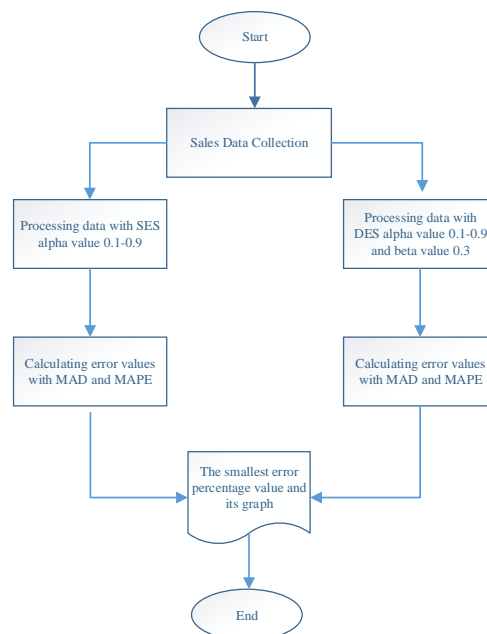 Start
Sales Data Collection
Processing data with SES
alpha value 0.1-0.9
Processing data with
DES alpha value 0.1-0.9
and beta value 0.3
Calculating error values
with MAD and MAPE
Calculating error values
with MAD and MAPE
The smallest error
percentage value and
its graph
End